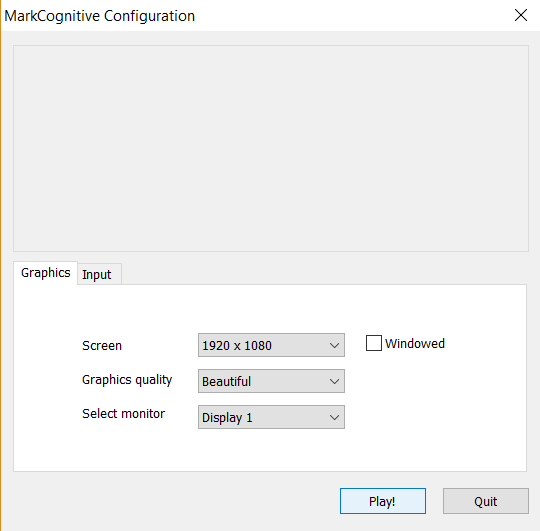 MarkCognitive Configuration
Graphics
Input
Screen
1920 x 1080
Windowed
Graphics quality
Beautiful
Select monitor
Display 1
Play!
Quit